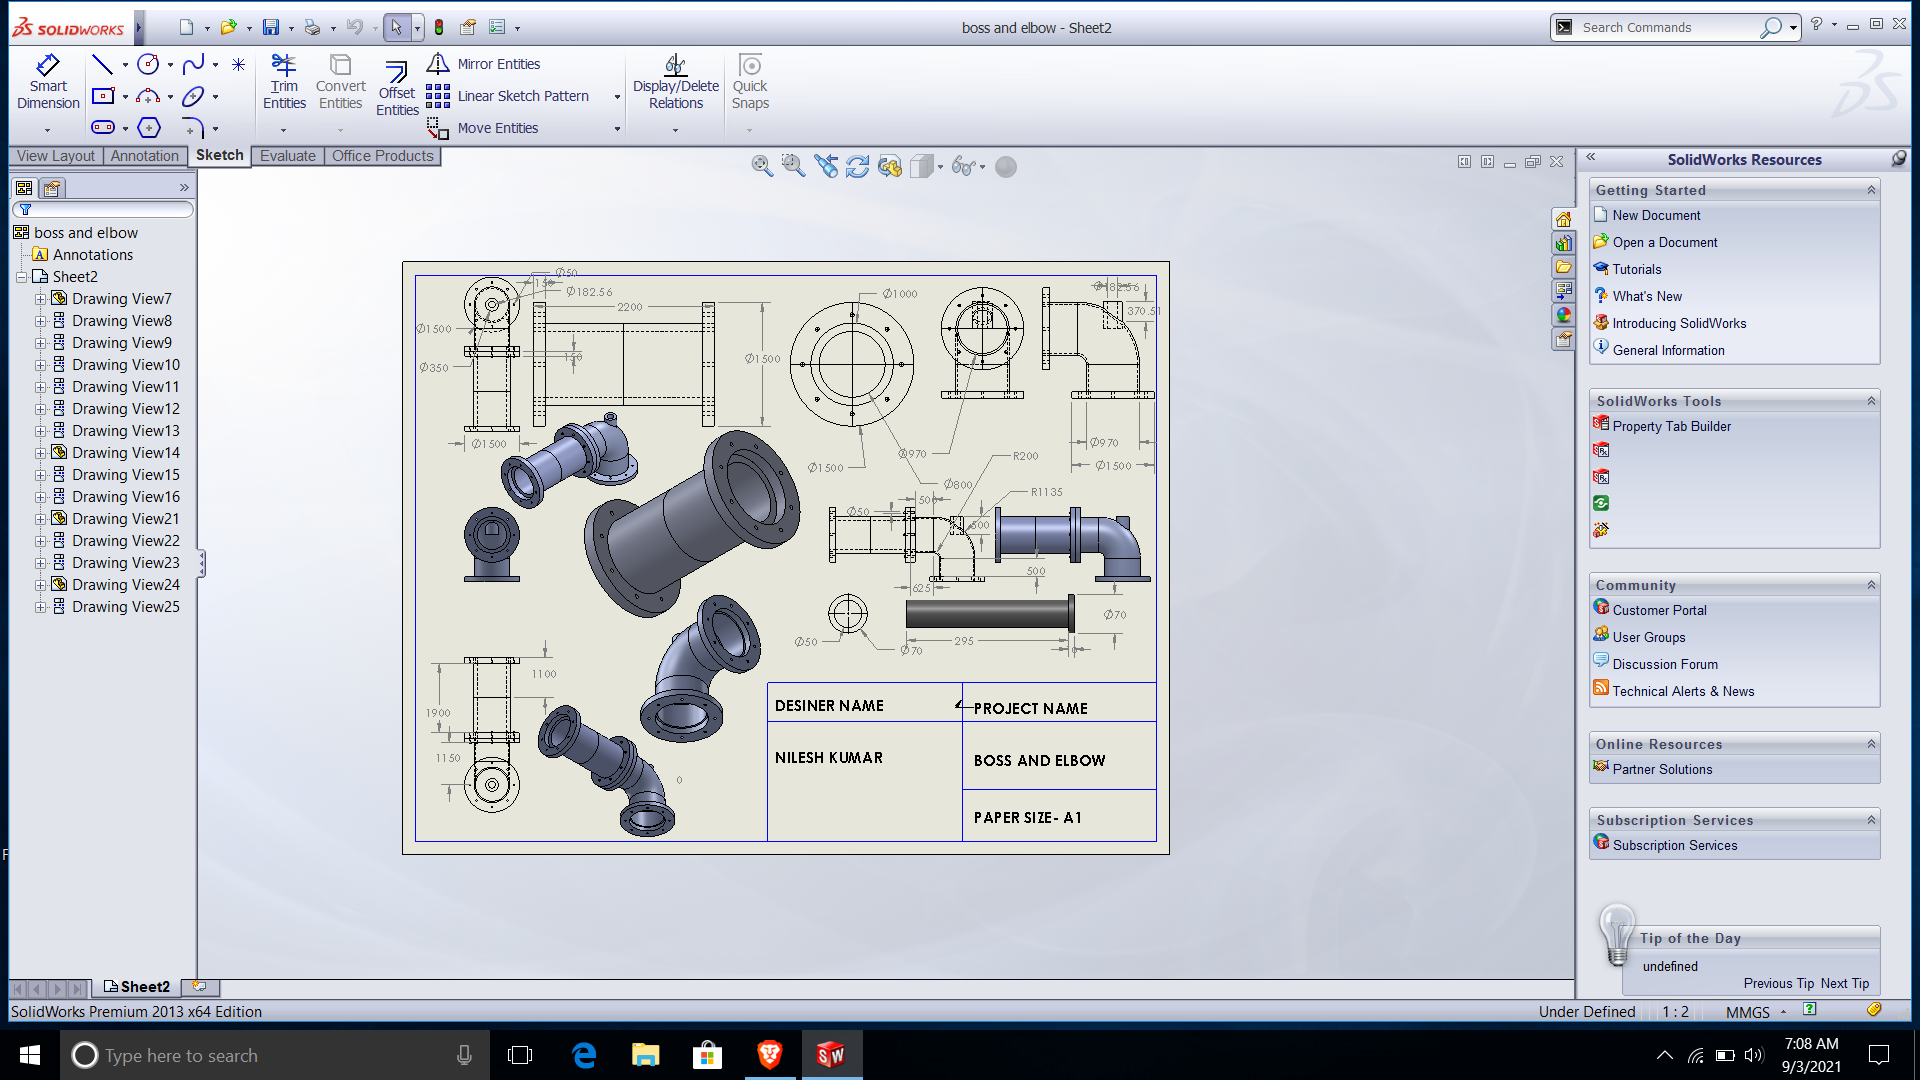 SOLIDWORKS
boss and elbow - Sheet2
Search Commands
Smart Dimension
Trim Entities
Convert Entities
Offset Entities
Mirror Entities
Linear Sketch Pattern
Move Entities
Display/Delete Relations
Quick Snaps
View Layout
Annotation
Sketch
Evaluate
Office Products
boss and elbow
Annotations
Sheet2
Drawing View7
Drawing View8
Drawing View9
Drawing View10
Drawing View11
Drawing View12
Drawing View13
Drawing View14
Drawing View15
Drawing View16
Drawing View21
Drawing View22
Drawing View23
Drawing View24
Drawing View25
Ø50
150
Ø182.56
2200
Ø1500
Ø350
150
Ø1500
Ø1500
Ø1000
Ø182.56
370.51
Ø970
Ø1500
Ø970
Ø1500
R200
Ø800
R1135
500
Ø50
500
500
625
Ø50
Ø70
295
Ø70
1100
1900
1150
0
DESINER NAME
PROJECT NAME
NILESH KUMAR
BOSS AND ELBOW
PAPER SIZE- A1
SolidWorks Resources
Getting Started
New Document
Open a Document
Tutorials
What's New
Introducing SolidWorks
General Information
SolidWorks Tools
Property Tab Builder
Community
Customer Portal
User Groups
Discussion Forum
Technical Alerts & News
Online Resources
Partner Solutions
Subscription Services
Subscription Services
Tip of the Day
undefined
Previous Tip Next Tip
Sheet2
SolidWorks Premium 2013 x64 Edition
Under Defined
1 : 2
MMGS
Type here to search
7:08 AM
9/3/2021